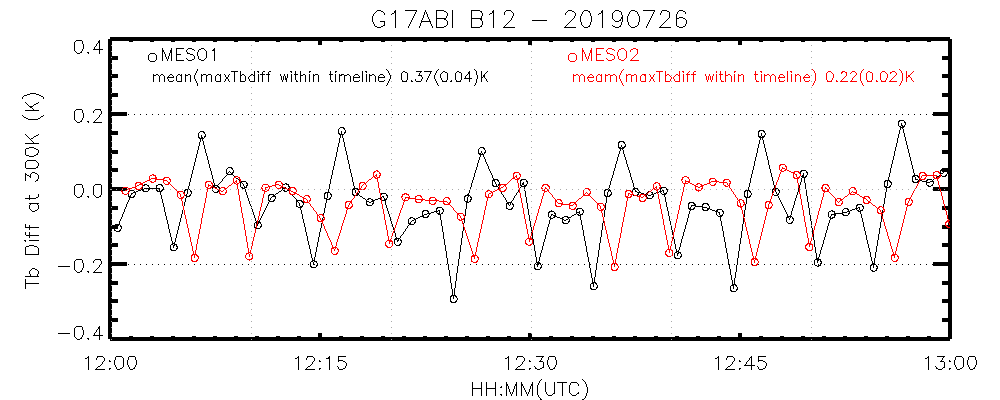 G17ABI B12 - 20190726
MESO1
mean(maxTbdiff within timeline) 0.37(0.04)K
MESO2
meam(maxTbdiff within timeline) 0.22(0.02)K
Tb Diff at 300K (K)
0.4
0.2
0.0
-0.2
-0.4
12:00 12:15 12:30 12:45 13:00
HH:MM(UTC)